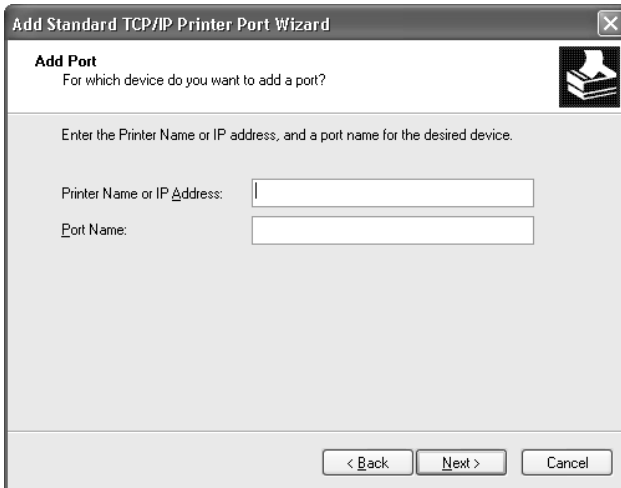 Add Standard TCP/IP Printer Port Wizard
Add Port
For which device do you want to add a port?
Enter the Printer Name or IP address, and a port name for the desired device.
Printer Name or IP Address:
Port Name:
< Back Next > Cancel